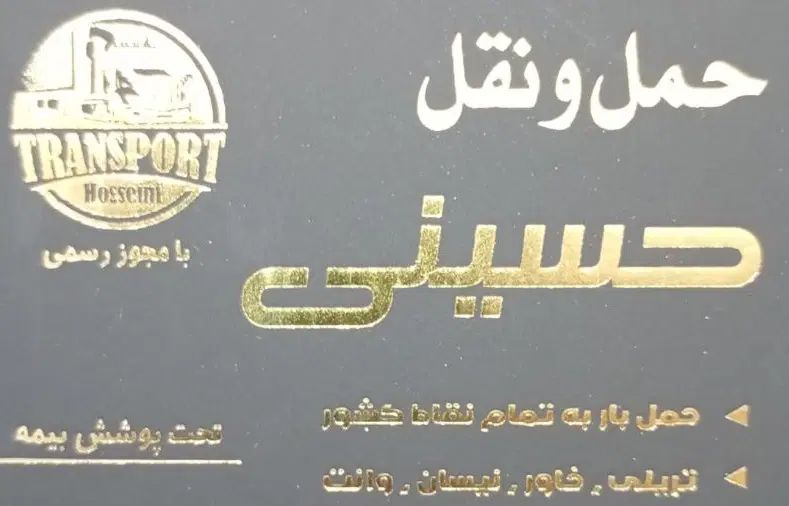 حمل و نقل
حسینی
TRANSPORT
Hosseini
با مجوز رسمی
حمل بار به تمام نقاط کشور
تریلی، خاور، نیسان، وانت
تحت پوشش بیمه